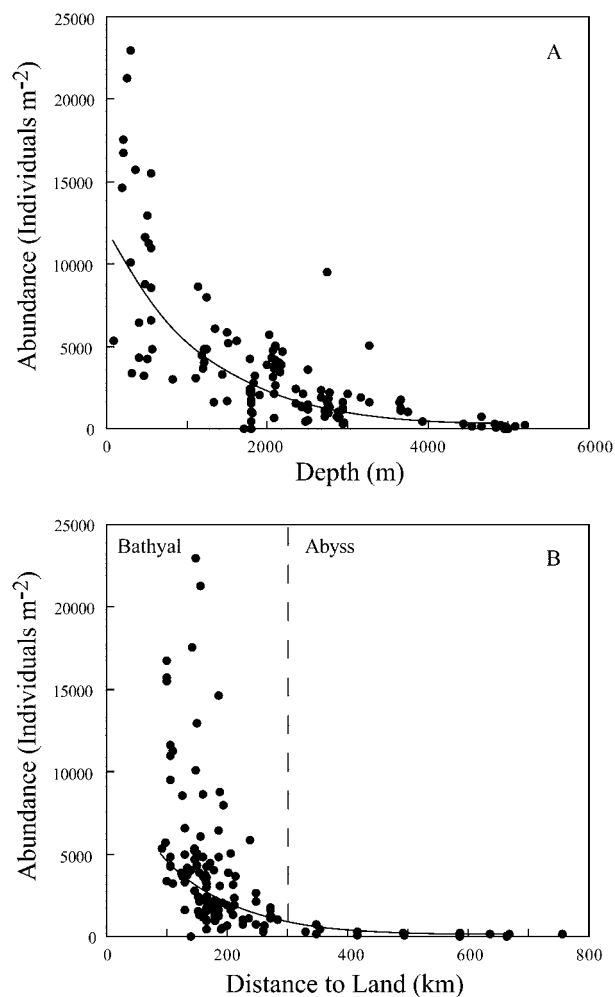 25000
A
20000
15000
10000
5000
0
Abundance (Individuals m-2)
0 2000 4000 6000
Depth (m)
25000
Bathyal Abyss
B
20000
15000
10000
5000
0
Abundance (Individuals m-2)
0 200 400 600 800
Distance to Land (km)